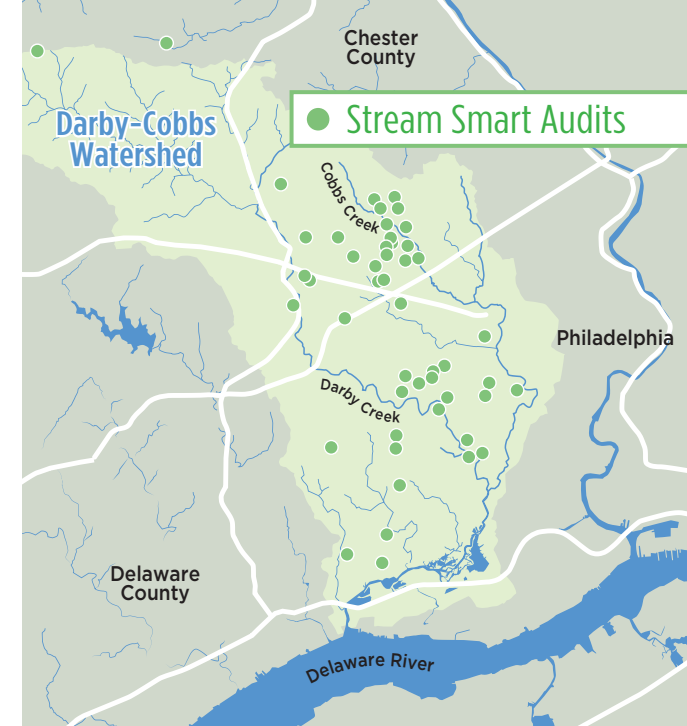 Chester
County
Stream Smart Audits
Darby-Cobbs
Watershed
Cobbs Creek
Philadelphia
Darby Creek
Delaware
County
Delaware River